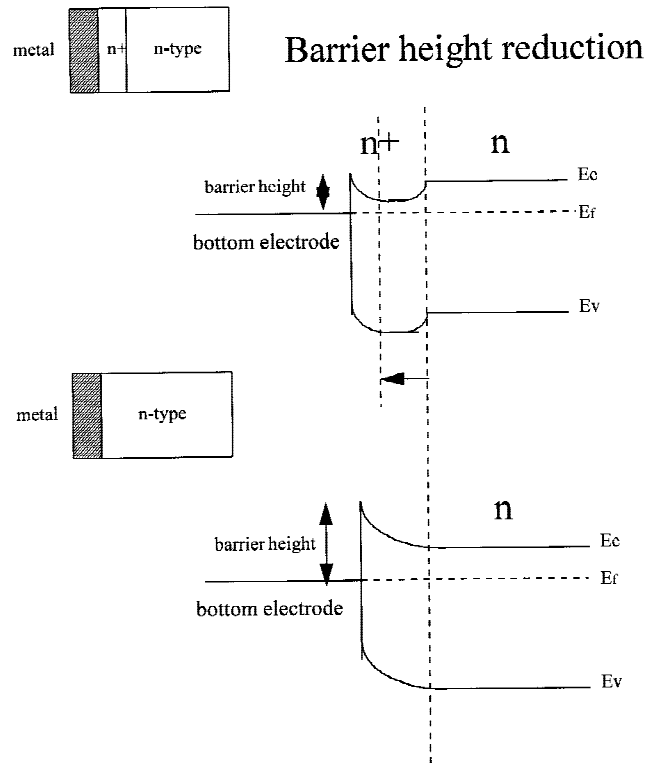 metal
n+
n-type
Barrier height reduction
n+
n
barrier height
Ec
Ef
bottom electrode
Ev
metal
n-type
n
barrier height
Ec
Ef
bottom electrode
Ev